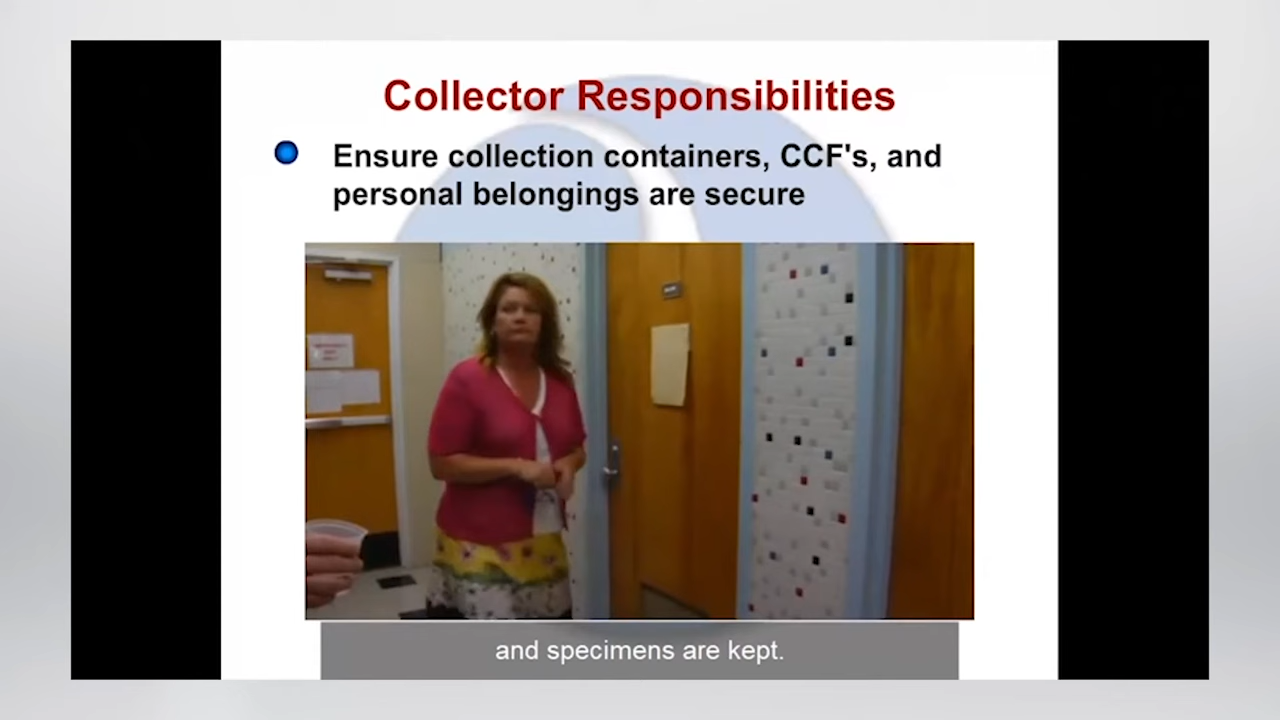 Collector Responsibilities
Ensure collection containers, CCF's, and
personal belongings are secure
and specimens are kept.